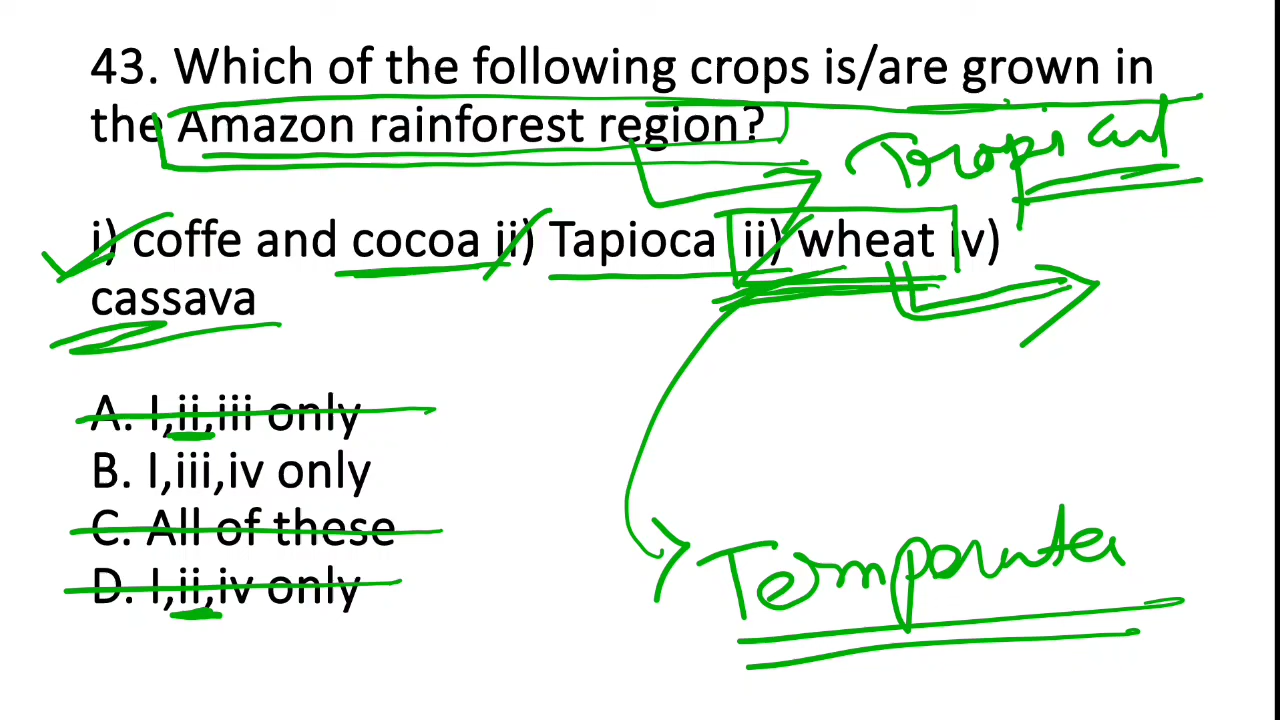 43. Which of the following crops is/are grown in
the Amazon rainforest region?
Tropical
i) coffe and cocoa ii) Tapioca ii) wheat iv)
cassava
A. I,ii,iii only
B. I,iii,iv only
C. All of these
D. I,ii,iv only